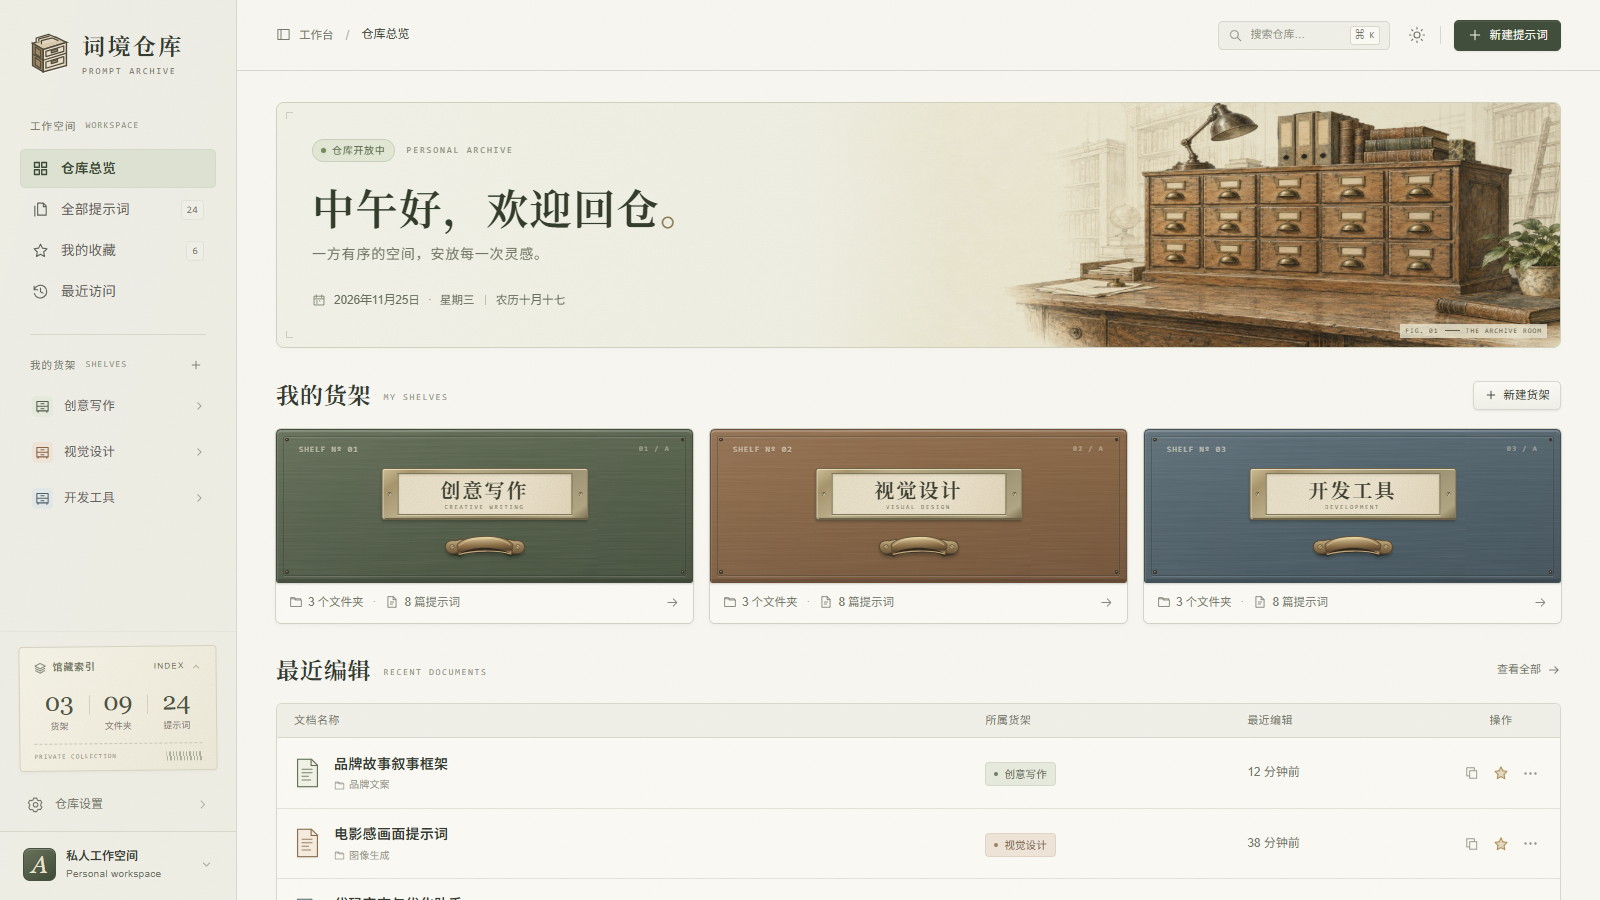 词境仓库
PROMPT ARCHIVE
工作空间 WORKSPACE
仓库总览
全部提示词 24
我的收藏 6
最近访问
我的货架 SHELVES
创意写作
视觉设计
开发工具
馆藏索引 INDEX
03 09 24
货架 文件夹 提示词
PRIVATE COLLECTION
仓库设置
A 私人工作空间
Personal workspace
工作台 / 仓库总览
搜索仓库... ⌘ K
新建提示词
仓库开放中 PERSONAL ARCHIVE
中午好，欢迎回仓。
一方有序的空间，安放每一次灵感。
2026年11月25日 · 星期三 | 农历十月十七
FIG. 01 — THE ARCHIVE ROOM
我的货架 MY SHELVES
新建货架
SHELF Nº 01 01 / A
创意写作
CREATIVE WRITING
3 个文件夹 · 8 篇提示词
SHELF Nº 02 02 / A
视觉设计
VISUAL DESIGN
3 个文件夹 · 8 篇提示词
SHELF Nº 03 03 / A
开发工具
DEVELOPMENT
3 个文件夹 · 8 篇提示词
最近编辑 RECENT DOCUMENTS
查看全部
文档名称 所属货架 最近编辑 操作
品牌故事叙事框架
品牌文案
创意写作
12 分钟前
电影感画面提示词
图像生成
视觉设计
38 分钟前